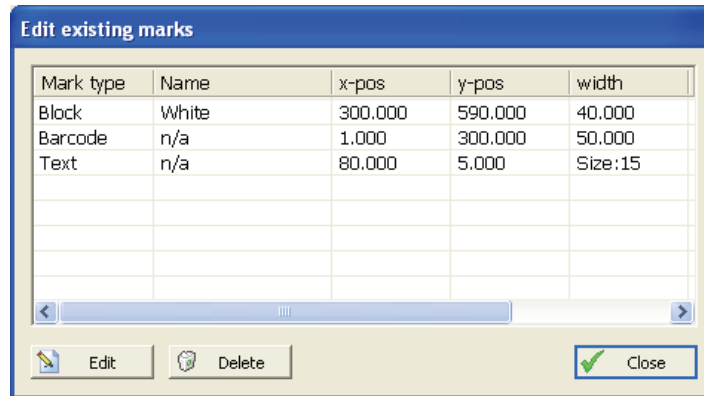 Edit existing marks
Mark type Name x-pos y-pos width
Block White 300.000 590.000 40.000
Barcode n/a 1.000 300.000 50.000
Text n/a 80.000 5.000 Size:15
Edit Delete Close